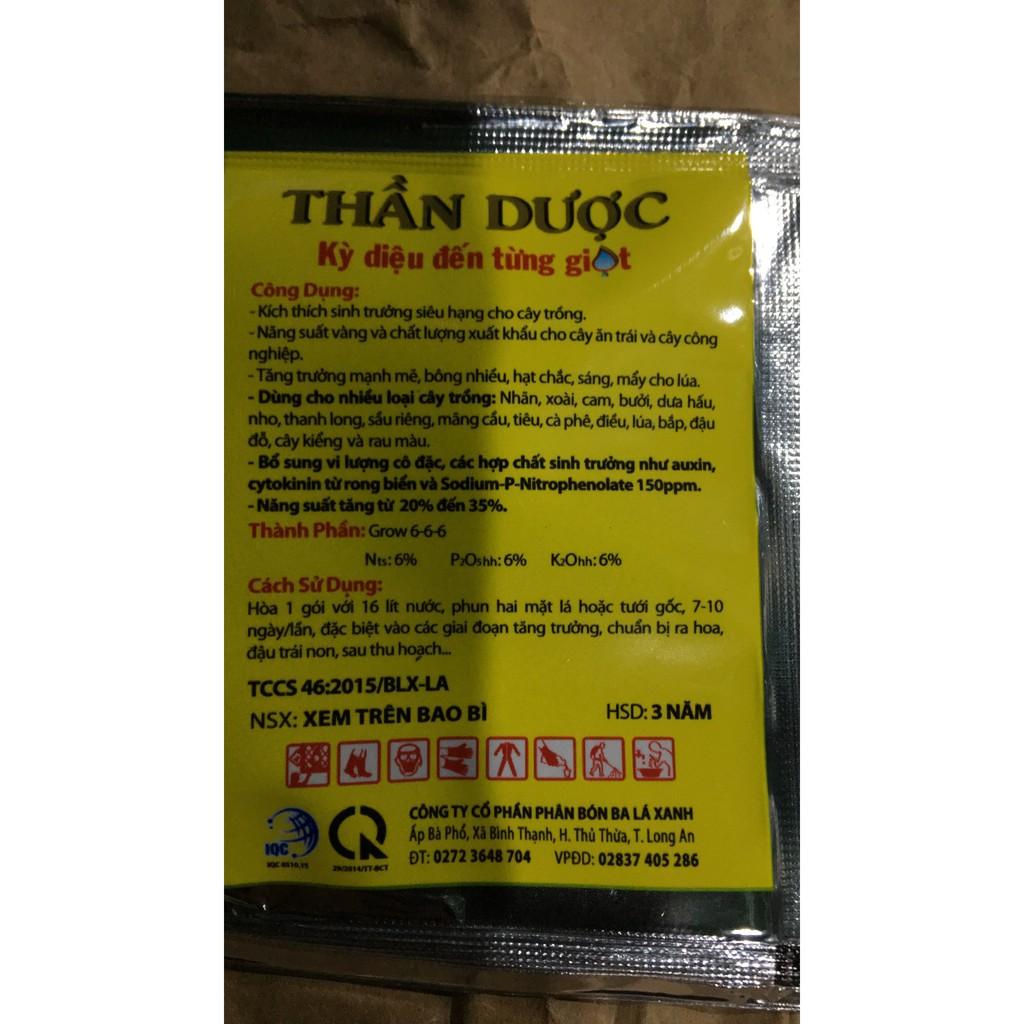 THẦN DƯỢC
Kỳ diệu đến từng giọt
Công Dụng:
- Kích thích sinh trưởng siêu hạng cho cây trồng.
- Năng suất vàng và chất lượng xuất khẩu cho cây ăn trái và cây công
nghiệp.
- Tăng trưởng mạnh mẽ, bông nhiều, hạt chắc, sáng, mẩy cho lúa.
- Dùng cho nhiều loại cây trồng: Nhãn, xoài, cam, bưởi, dưa hấu,
nho, thanh long, sầu riêng, mãng cầu, tiêu, cà phê, điều, lúa, bắp, đậu
đỗ, cây kiểng và rau màu.
- Bổ sung vi lượng cô đặc, các hợp chất sinh trưởng như auxin,
cytokinin từ rong biển và Sodium-P-Nitrophenolate 150ppm.
- Năng suất tăng từ 20% đến 35%.
Thành Phần: Grow 6-6-6
Nts: 6% P2O5hh: 6% K2Ohh: 6%
Cách Sử Dụng:
Hòa 1 gói với 16 lít nước, phun hai mặt lá hoặc tưới gốc, 7-10
ngày/lần, đặc biệt vào các giai đoạn tăng trưởng, chuẩn bị ra hoa,
đậu trái non, sau thu hoạch...
TCCS 46:2015/BLX-LA
NSX: XEM TRÊN BAO BÌ HSD: 3 NĂM
CÔNG TY CỔ PHẦN PHÂN BÓN BA LÁ XANH
Ấp Bà Phổ, Xã Bình Thạnh, H. Thủ Thừa, T. Long An
ĐT: 0272 3648 704 VPĐD: 02837 405 286
IQC
CR
29/2014/TT-BCT